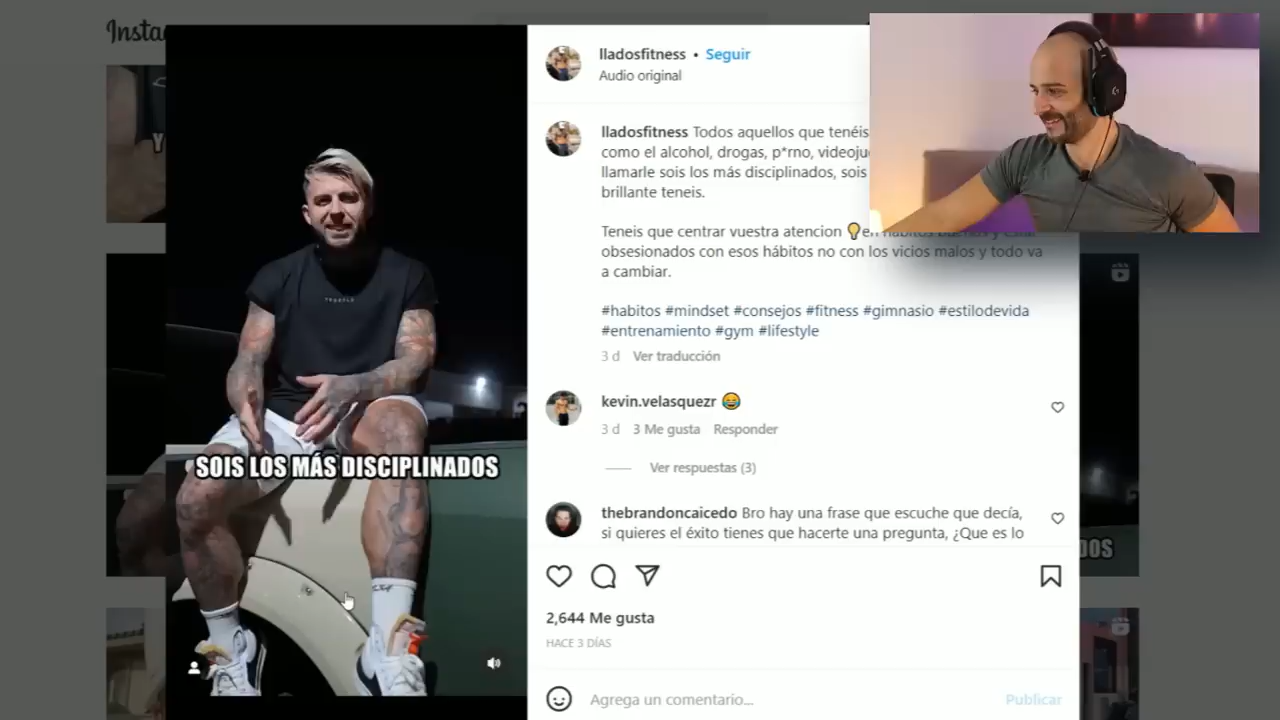 Insta
lladosfitness • Seguir
Audio original
lladosfitness Todos aquellos que tenéis
como el alcohol, drogas, p*rno, videoju
llamarle sois los más disciplinados, sois
brillante teneis.
Teneis que centrar vuestra atencion 💡en habitos buenos y estar
obsesionados con esos hábitos no con los vicios malos y todo va
a cambiar.
#habitos #mindset #consejos #fitness #gimnasio #estilodevida
#entrenamiento #gym #lifestyle
3 d Ver traducción
kevin.velasquezr 😂
3 d 3 Me gusta Responder
Ver respuestas (3)
thebrandoncaicedo Bro hay una frase que escuche que decía,
si quieres el éxito tienes que hacerte una pregunta, ¿Que es lo
2,644 Me gusta
HACE 3 DÍAS
Agrega un comentario...
Publicar
SOIS LOS MÁS DISCIPLINADOS
Y
DOS